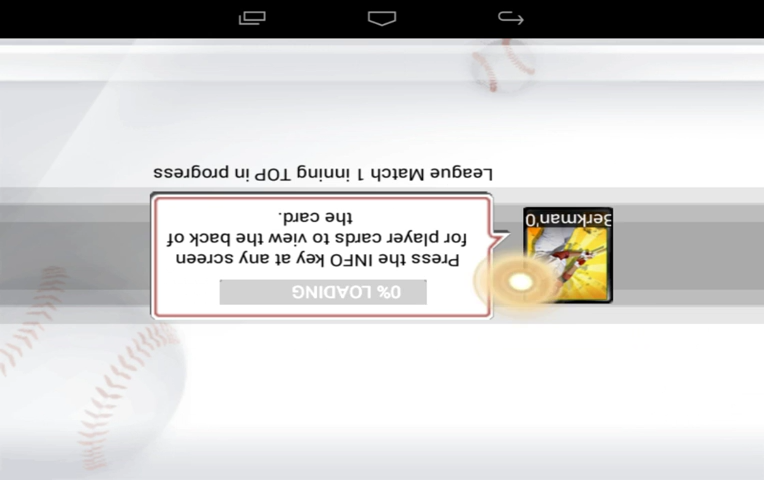 0% LOADING
Press the INFO key at any screen
for player cards to view the back of
the card.
Berkman'0
League Match 1 inning TOP in progress